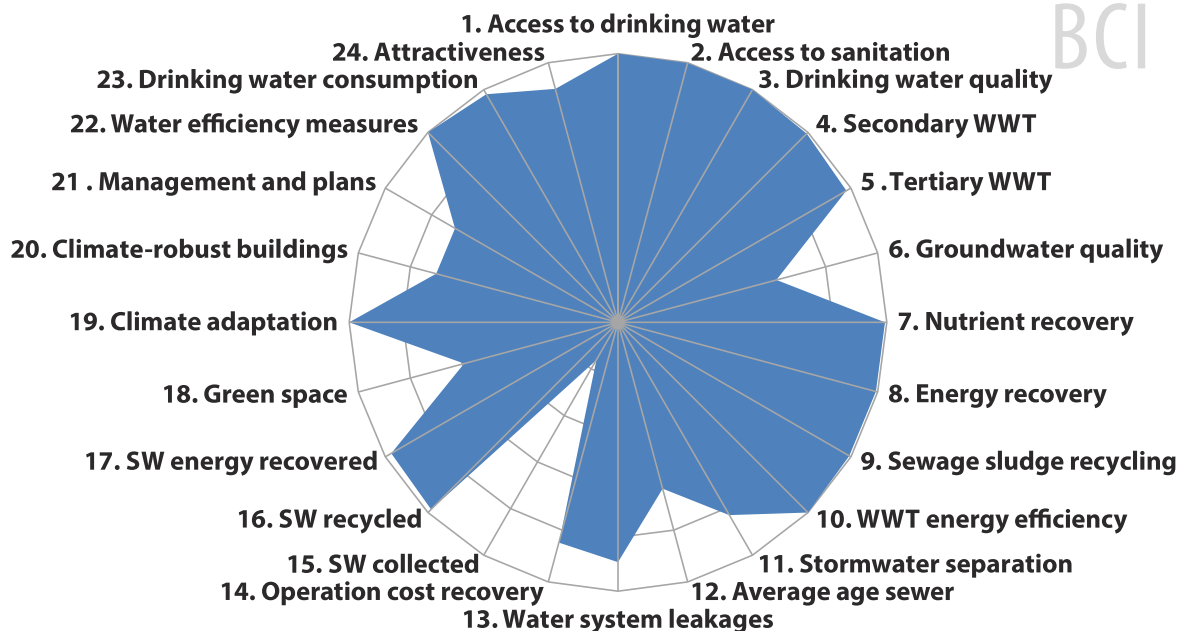 BCI
1. Access to drinking water
2. Access to sanitation
3. Drinking water quality
4. Secondary WWT
5 .Tertiary WWT
6. Groundwater quality
7. Nutrient recovery
8. Energy recovery
9. Sewage sludge recycling
10. WWT energy efficiency
11. Stormwater separation
12. Average age sewer
13. Water system leakages
14. Operation cost recovery
15. SW collected
16. SW recycled
17. SW energy recovered
18. Green space
19. Climate adaptation
20. Climate-robust buildings
21 . Management and plans
22. Water efficiency measures
23. Drinking water consumption
24. Attractiveness